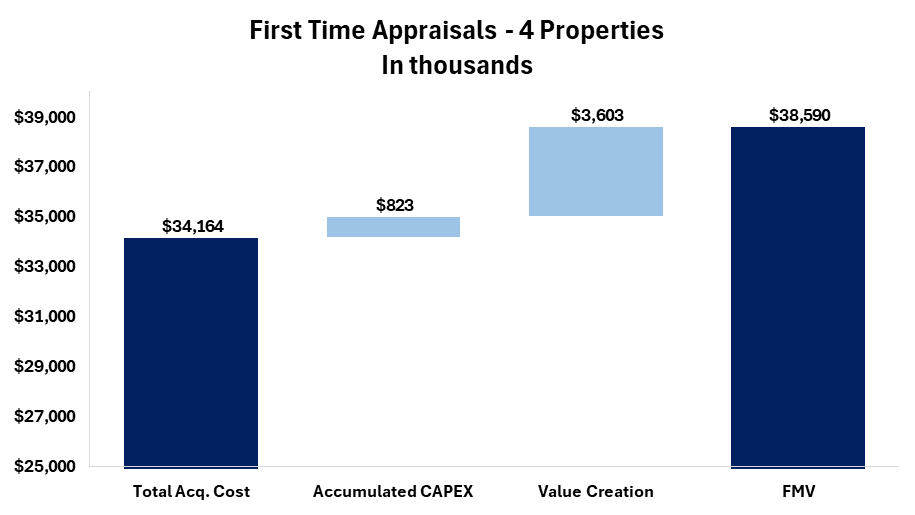 First Time Appraisals - 4 Properties
In thousands
$39,000
$37,000
$35,000
$33,000
$31,000
$29,000
$27,000
$25,000
$34,164
$823
$3,603
$38,590
Total Acq. Cost
Accumulated CAPEX
Value Creation
FMV